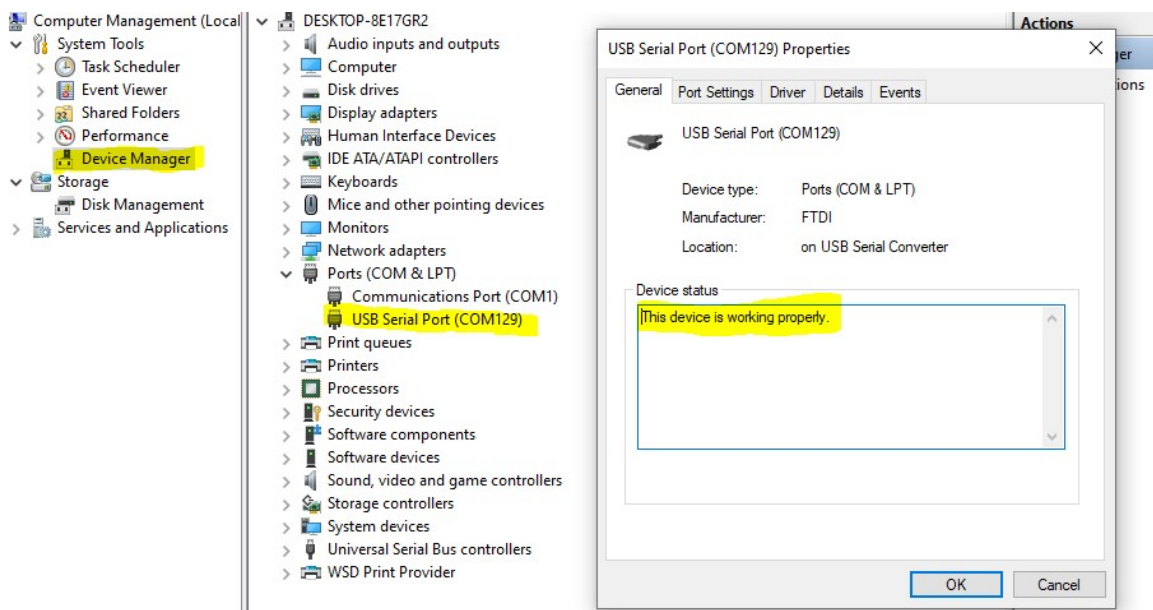 Computer Management (Local
System Tools
Task Scheduler
Event Viewer
Shared Folders
Performance
Device Manager
Storage
Disk Management
Services and Applications
DESKTOP-8E17GR2
Audio inputs and outputs
Computer
Disk drives
Display adapters
Human Interface Devices
IDE ATA/ATAPI controllers
Keyboards
Mice and other pointing devices
Monitors
Network adapters
Ports (COM & LPT)
Communications Port (COM1)
USB Serial Port (COM129)
Print queues
Printers
Processors
Security devices
Software components
Software devices
Sound, video and game controllers
Storage controllers
System devices
Universal Serial Bus controllers
WSD Print Provider
USB Serial Port (COM129) Properties
General Port Settings Driver Details Events
USB Serial Port (COM129)
Device type: Ports (COM & LPT)
Manufacturer: FTDI
Location: on USB Serial Converter
Device status
This device is working properly.
OK Cancel
Actions
ger
ions